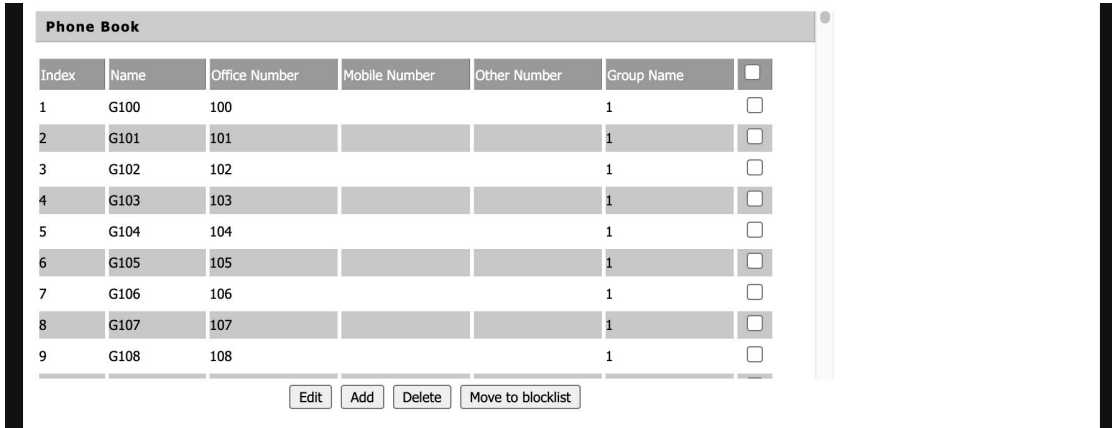 Phone Book
Index Name Office Number Mobile Number Other Number Group Name
1 G100 100 1
2 G101 101 1
3 G102 102 1
4 G103 103 1
5 G104 104 1
6 G105 105 1
7 G106 106 1
8 G107 107 1
9 G108 108 1
Edit Add Delete Move to blocklist